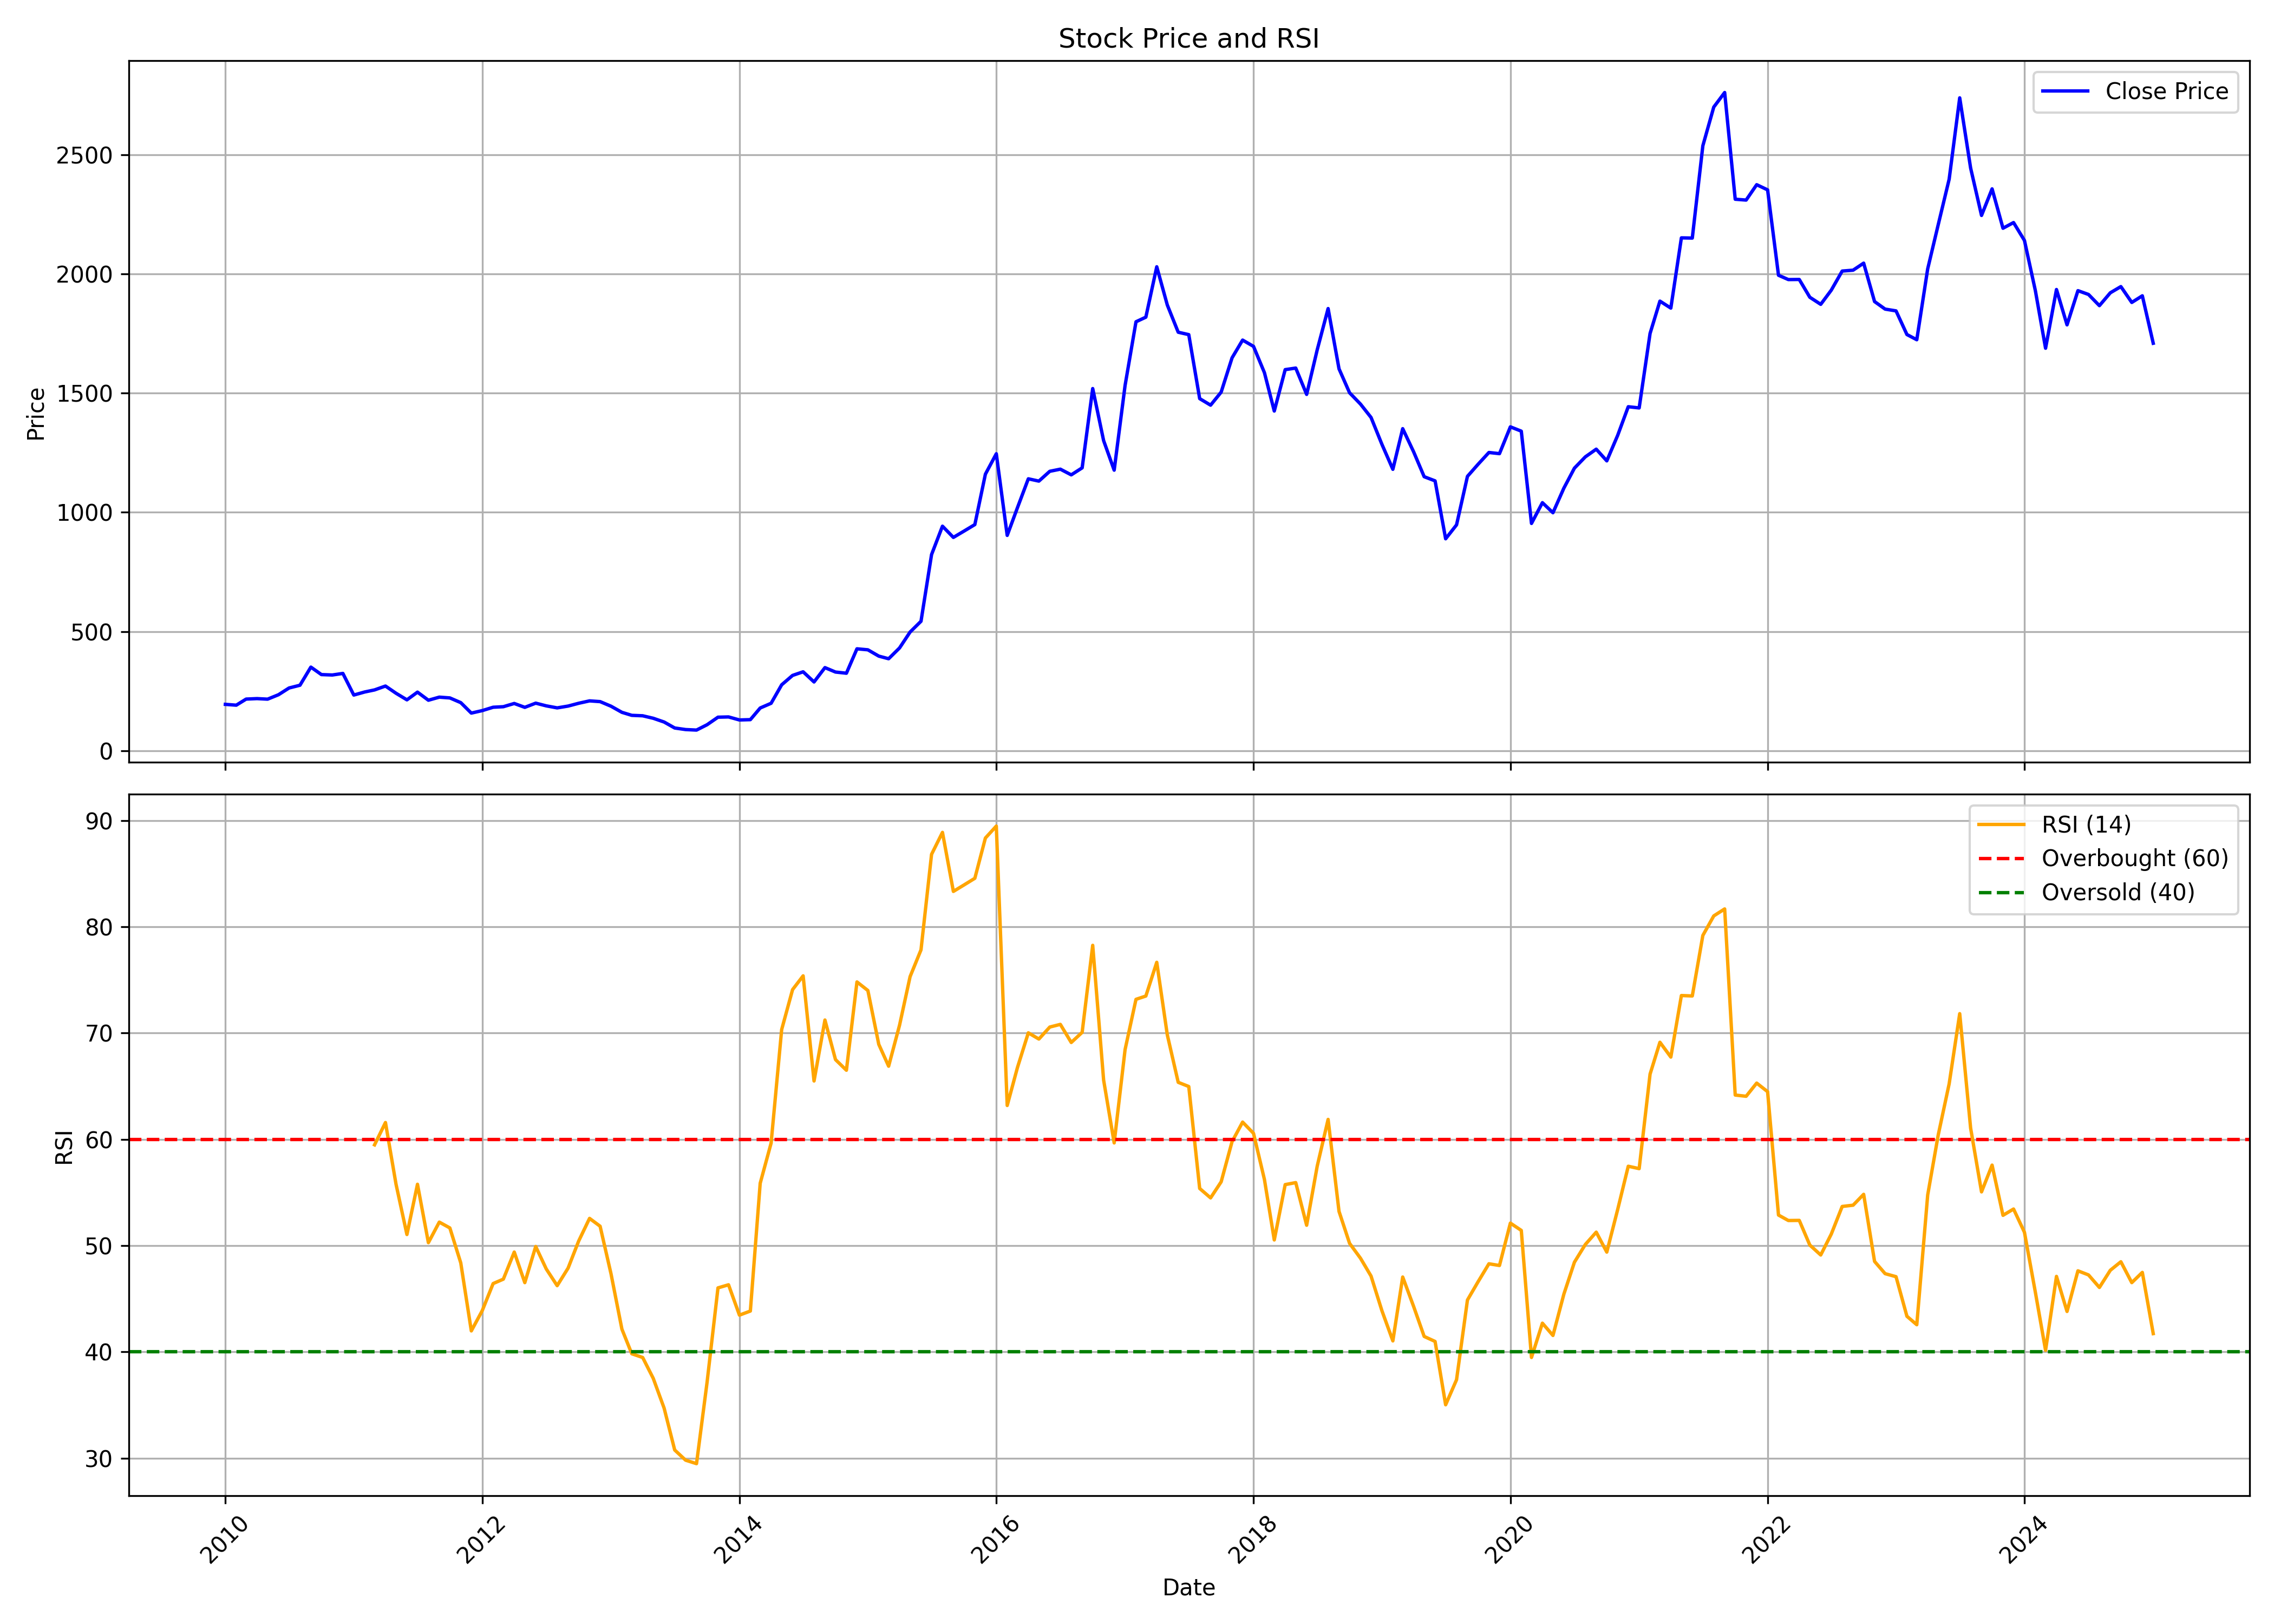 Stock Price and RSI
Close Price
Price
2500
2000
1500
1000
500
0
RSI (14)
Overbought (60)
Oversold (40)
RSI
90
80
70
60
50
40
30
2010
2012
2014
2016
2018
2020
2022
2024
Date